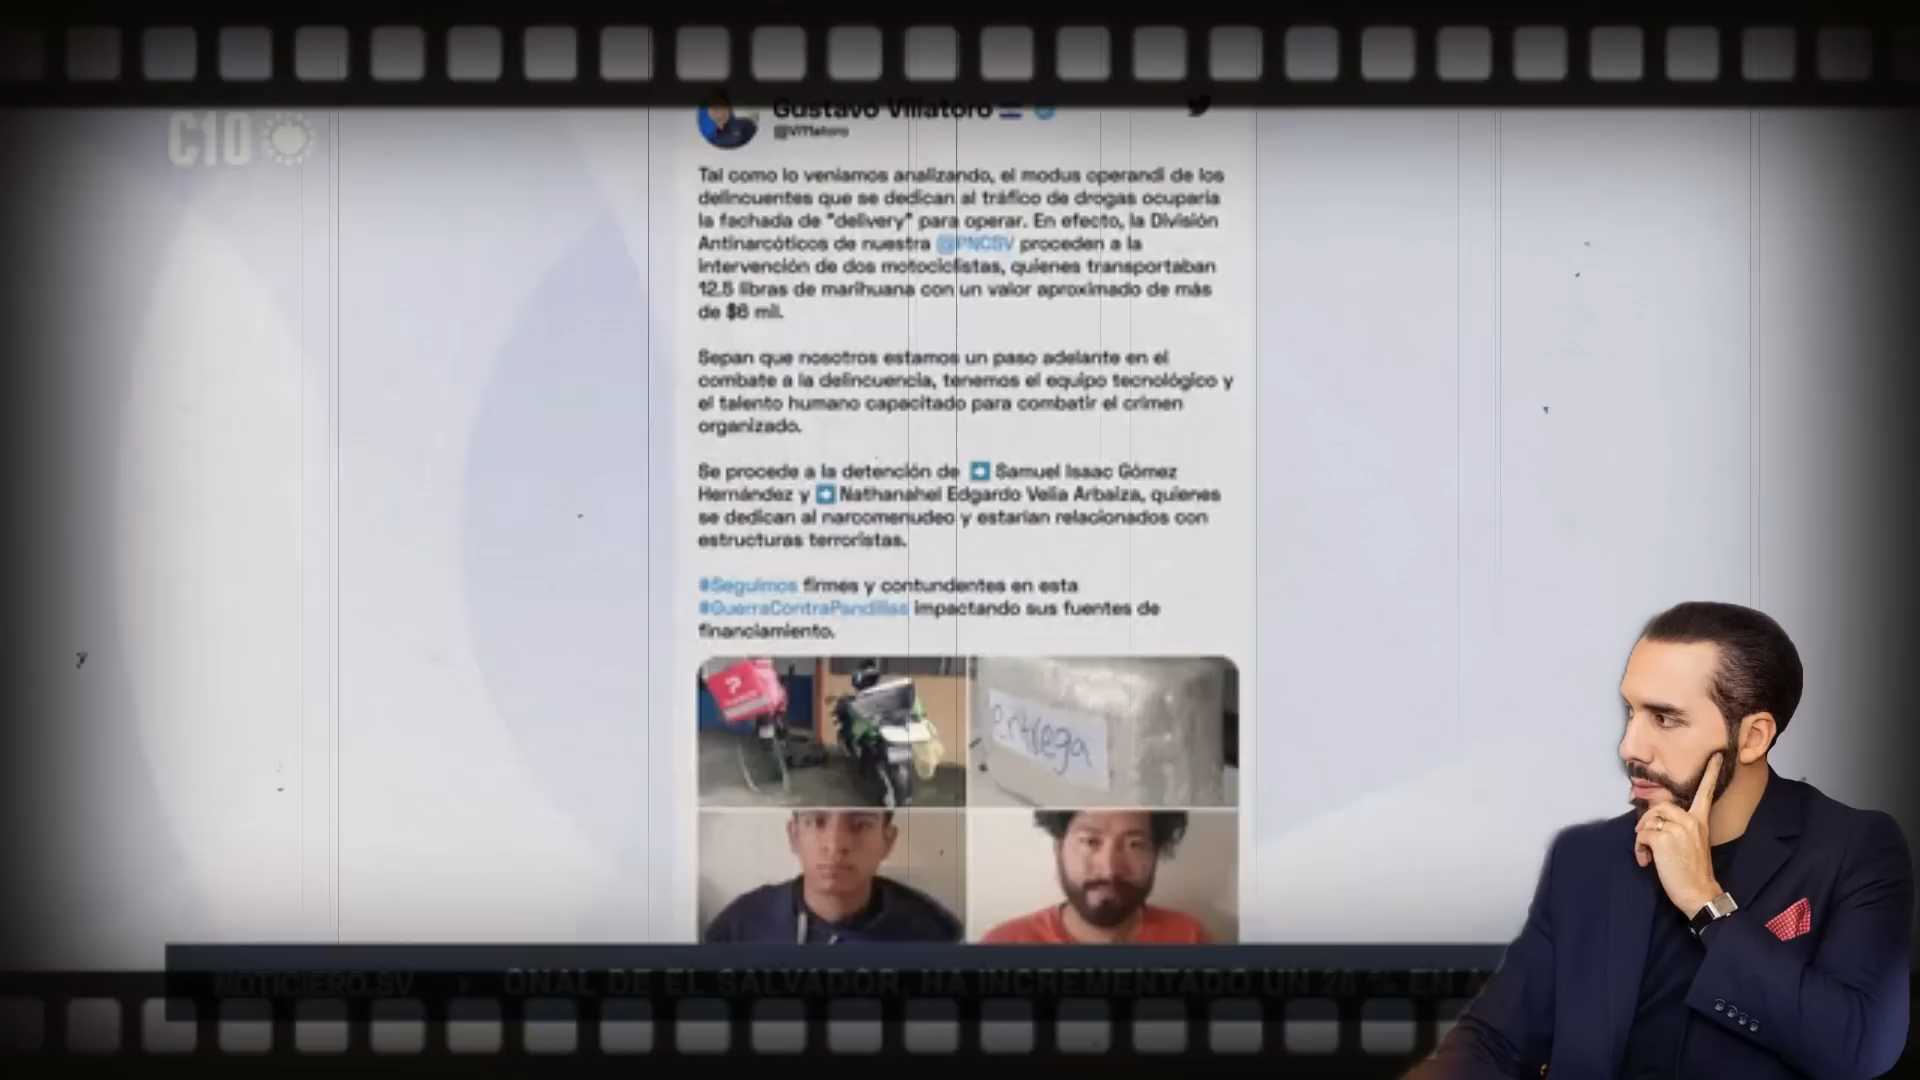 C10
Gustavo Villatoro
@Vi11atoro
Tal como lo veníamos analizando, el modus operandi de los
delincuentes que se dedican al tráfico de drogas ocuparía
la fachada de "delivery" para operar. En efecto, la División
Antinarcóticos de nuestra @PNCSV proceden a la
intervención de dos motociclistas, quienes transportaban
12.5 libras de marihuana con un valor aproximado de más
de $6 mil.
Sepan que nosotros estamos un paso adelante en el
combate a la delincuencia, tenemos el equipo tecnológico y
el talento humano capacitado para combatir el crimen
organizado.
Se procede a la detención de Samuel Isaac Gómez
Hernández y Nathanahel Edgardo Velia Arbaiza, quienes
se dedican al narcomenudeo y estarían relacionados con
estructuras terroristas.
#Seguimos firmes y contundentes en esta
#GuerraContraPandillas impactando sus fuentes de
financiamiento.
entrega
NOTICIERO.SV ONAL DE EL SALVADOR, HA INCREMENTADO UN 26 % EN